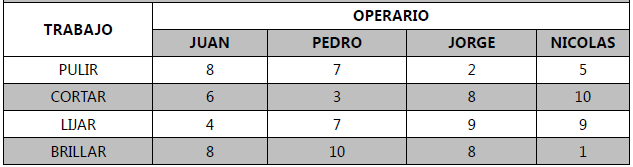 TRABAJO OPERARIO
JUAN PEDRO JORGE NICOLAS
PULIR 8 7 2 5
CORTAR 6 3 8 10
LIJAR 4 7 9 9
BRILLAR 8 10 8 1